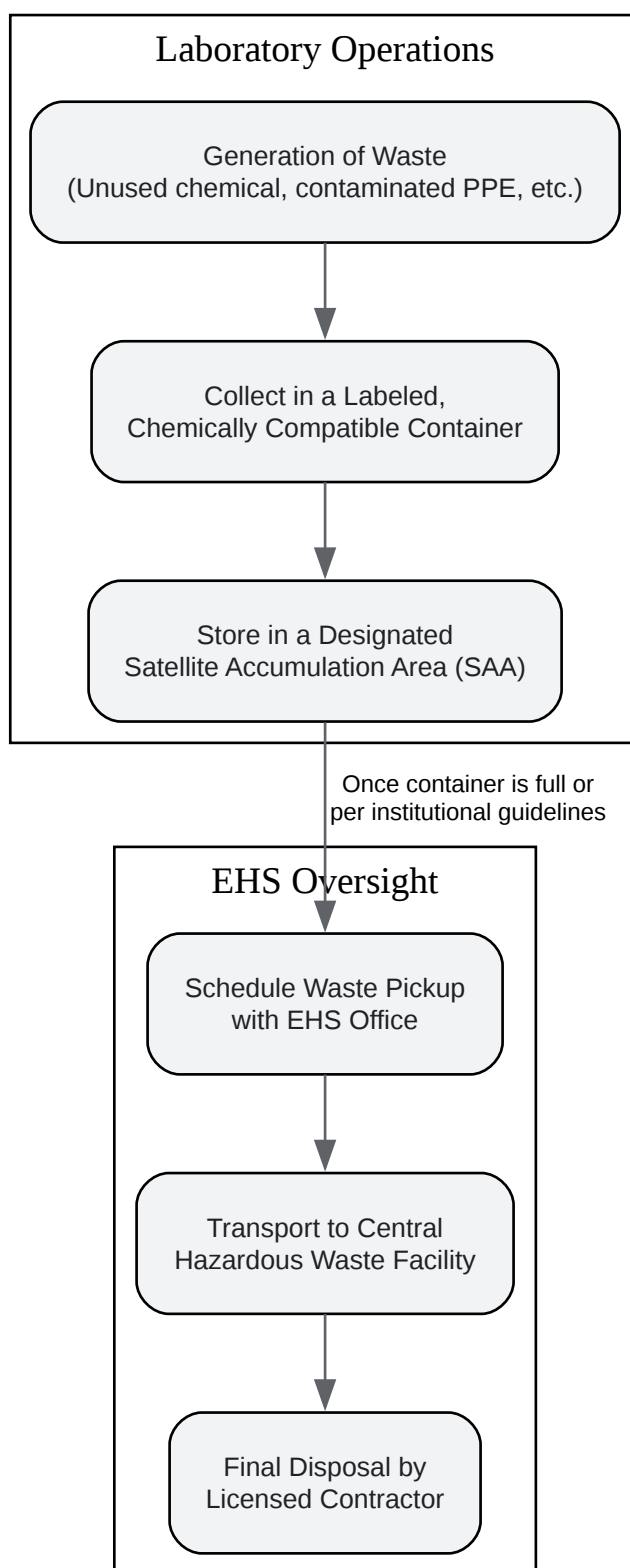 Laboratory Operations
Generation of Waste
(Unused chemical, contaminated PPE, etc.)
Collect in a Labeled,
Chemically Compatible Container
Store in a Designated
Satellite Accumulation Area (SAA)
Once container is full or
per institutional guidelines
EHS Oversight
Schedule Waste Pickup
with EHS Office
Transport to Central
Hazardous Waste Facility
Final Disposal by
Licensed Contractor